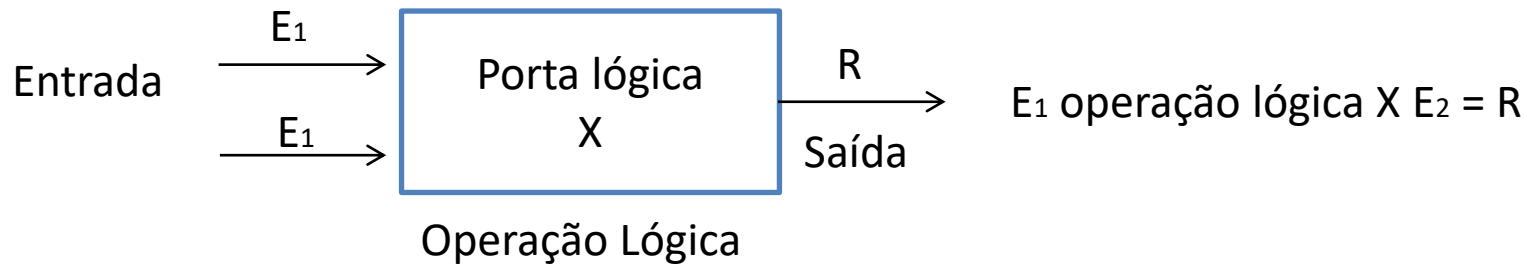 E1
Entrada
E1
Porta lógica
X
Operação Lógica
R
Saída
E1 operação lógica X E2 = R